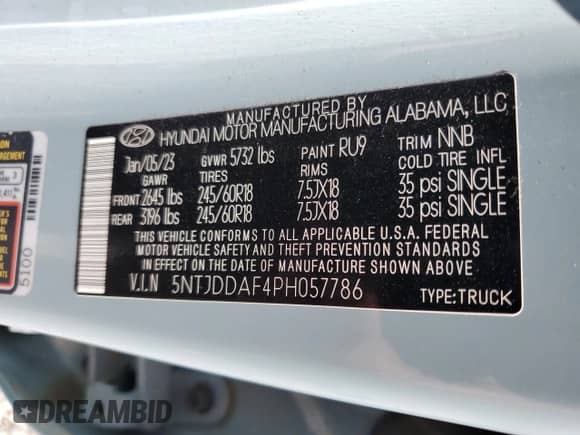 MANUFACTURED BY
HYUNDAI MOTOR MANUFACTURING ALABAMA, LLC
Jan/05/23 GVWR 5732 lbs PAINT RU9 TRIM NNB
GAWR TIRES RIMS COLD TIRE INFL
FRONT 2645 lbs 245/60R18 7.5JX18 35 psi SINGLE
REAR 3196 lbs 245/60R18 7.5JX18 35 psi SINGLE
THIS VEHICLE CONFORMS TO ALL APPLICABLE U.S.A. FEDERAL
MOTOR VEHICLE SAFETY AND THEFT PREVENTION STANDARDS
IN EFFECT ON THE DATE OF MANUFACTURE SHOWN ABOVE
V.I.N 5NTJDDAF4PH057786 TYPE:TRUCK
5100
DREAMBID